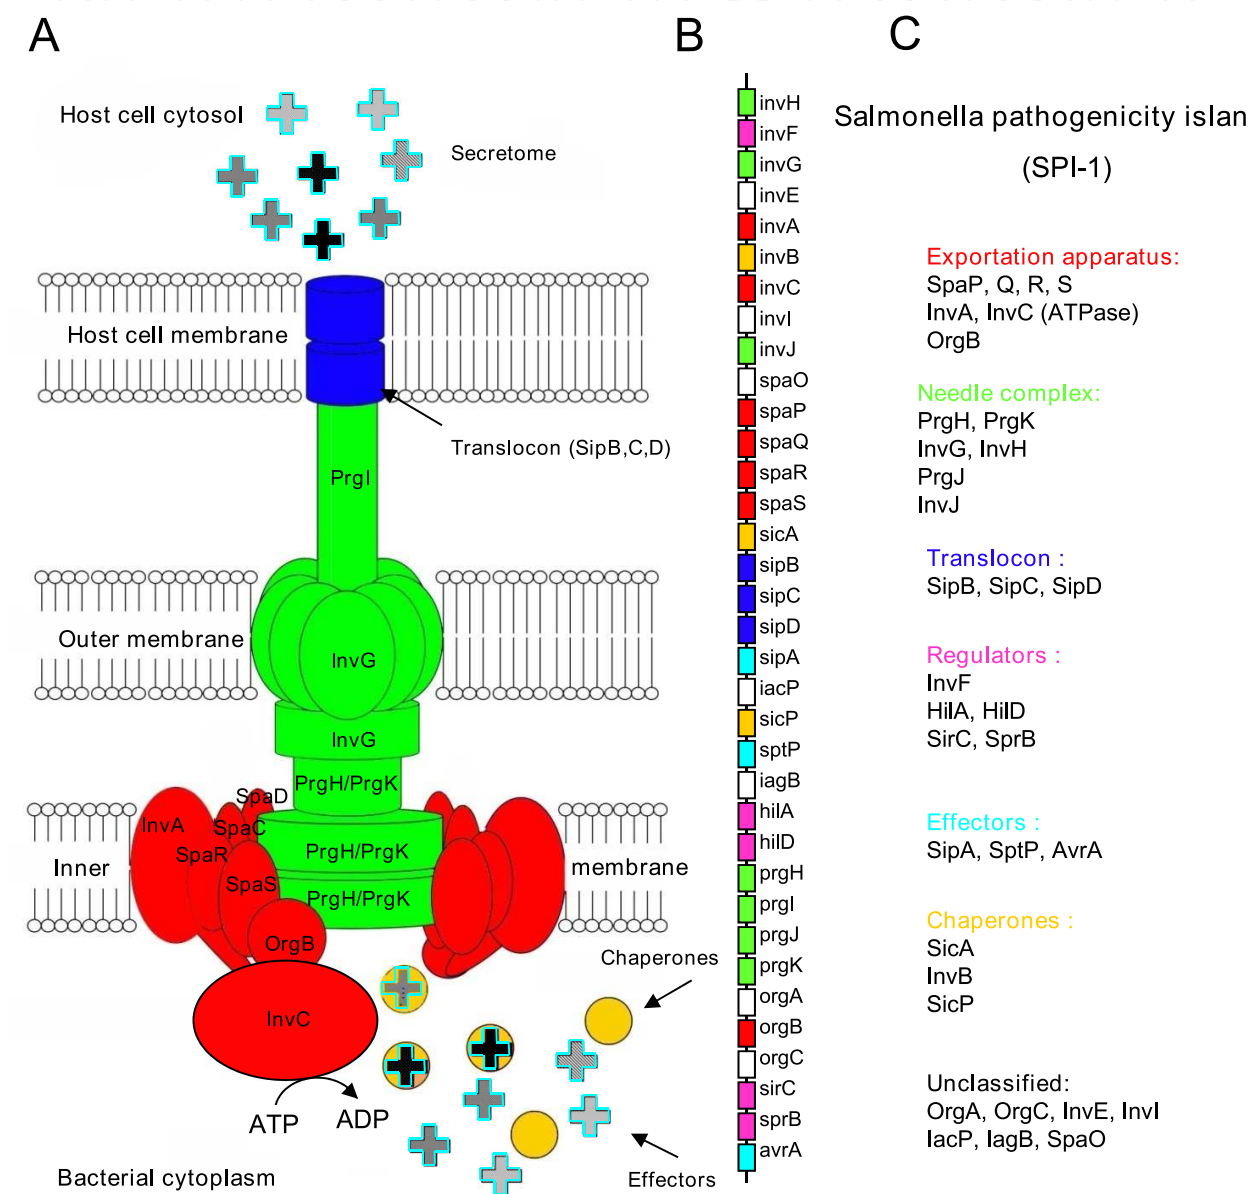 A
B
C
Host cell cytosol
Secretome
Host cell membrane
Translocon (SipB,C,D)
PrgI
Outer membrane
InvG
InvG
PrgH/PrgK
SpaD
InvA
SpaC
SpaR
PrgH/PrgK
SpaS
PrgH/PrgK
Inner
membrane
OrgB
Chaperones
InvC
ATP
ADP
Bacterial cytoplasm
Effectors
invH
invF
invG
invE
invA
invB
invC
invI
invJ
spaO
spaP
spaQ
spaR
spaS
sicA
sipB
sipC
sipD
sipA
iacP
sicP
sptP
iagB
hilA
hilD
prgH
prgI
prgJ
prgK
orgA
orgB
orgC
sirC
sprB
avrA
Salmonella pathogenicity islan
(SPI-1)
Exportation apparatus:
SpaP, Q, R, S
InvA, InvC (ATPase)
OrgB
Needle complex:
PrgH, PrgK
InvG, InvH
PrgJ
InvJ
Translocon :
SipB, SipC, SipD
Regulators :
InvF
HilA, HilD
SirC, SprB
Effectors :
SipA, SptP, AvrA
Chaperones :
SicA
InvB
SicP
Unclassified:
OrgA, OrgC, InvE, InvI
IacP, IagB, SpaO